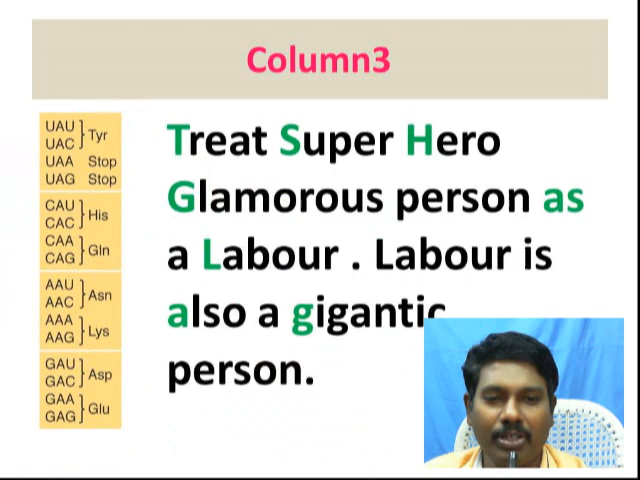 Column3
UAU
UAC
Tyr
UAA Stop
UAG Stop
CAU
CAC
His
CAA
CAG
Gln
AAU
AAC
Asn
AAA
AAG
Lys
GAU
GAC
Asp
GAA
GAG
Glu
Treat Super Hero
Glamorous person as
a Labour . Labour is
also a gigantic
person.